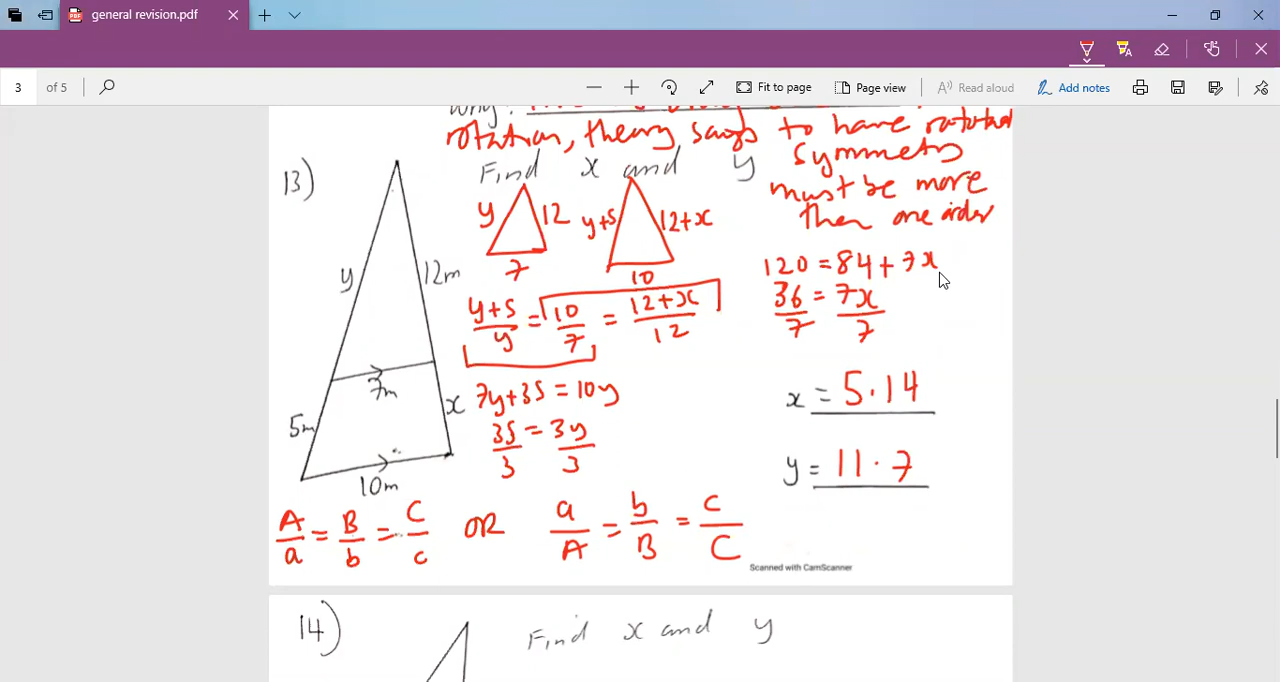 general revision.pdf
3 of 5
Fit to page
Page view
Read aloud
Add notes
Why:
rotation, theory says to have rotational
symmetry
must be more
then one order
13)
Find x and y
y 12 7
y+5 12+x 10
y 12m
7m
5m x
10m
120 = 84 + 7x
36/7 = 7x/7
y+5/y = 10/7 = 12+x/12
7y+35 = 10y
35/3 = 3y/3
x = 5.14
y = 11.7
A/a = B/b = C/c OR a/A = b/B = c/C
Scanned with CamScanner
14) Find x and y